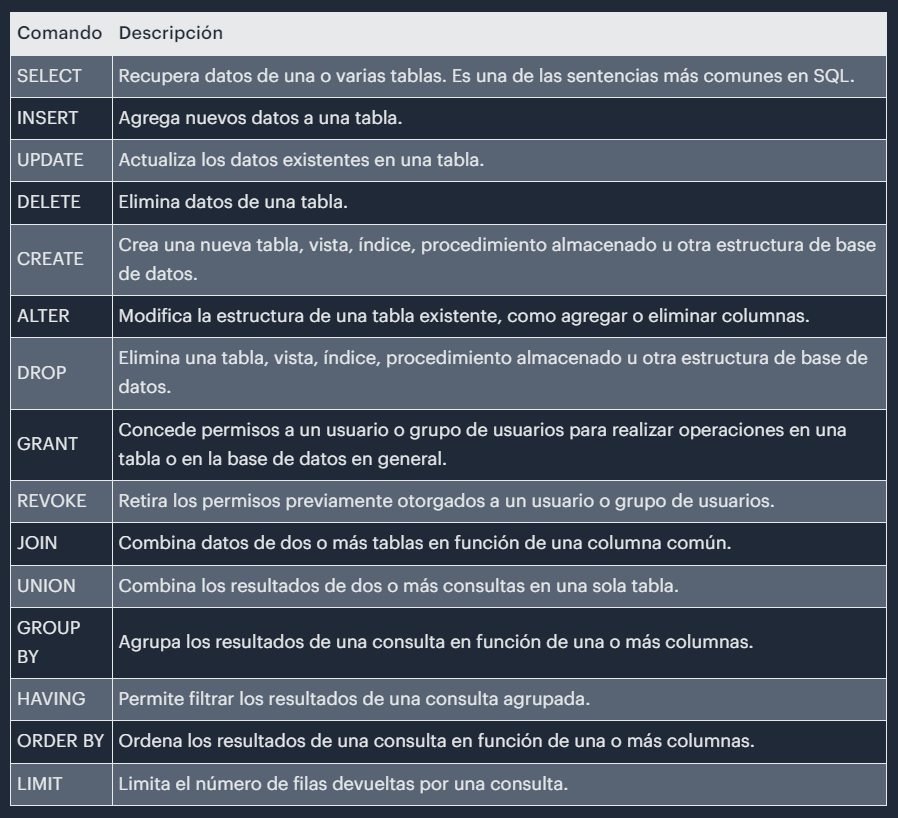 Comando Descripción
SELECT Recupera datos de una o varias tablas. Es una de las sentencias más comunes en SQL.
INSERT Agrega nuevos datos a una tabla.
UPDATE Actualiza los datos existentes en una tabla.
DELETE Elimina datos de una tabla.
CREATE Crea una nueva tabla, vista, índice, procedimiento almacenado u otra estructura de base
de datos.
ALTER Modifica la estructura de una tabla existente, como agregar o eliminar columnas.
DROP Elimina una tabla, vista, índice, procedimiento almacenado u otra estructura de base de
datos.
GRANT Concede permisos a un usuario o grupo de usuarios para realizar operaciones en una
tabla o en la base de datos en general.
REVOKE Retira los permisos previamente otorgados a un usuario o grupo de usuarios.
JOIN Combina datos de dos o más tablas en función de una columna común.
UNION Combina los resultados de dos o más consultas en una sola tabla.
GROUP
BY Agrupa los resultados de una consulta en función de una o más columnas.
HAVING Permite filtrar los resultados de una consulta agrupada.
ORDER BY Ordena los resultados de una consulta en función de una o más columnas.
LIMIT Limita el número de filas devueltas por una consulta.